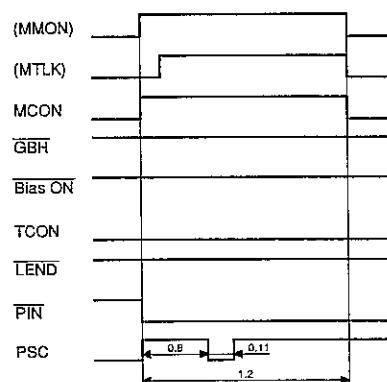 (MMON)
(MTLK)
MCON
GBH
Bias ON
TCON
LEND
PIN
PSC
0.8
0.11
1.2